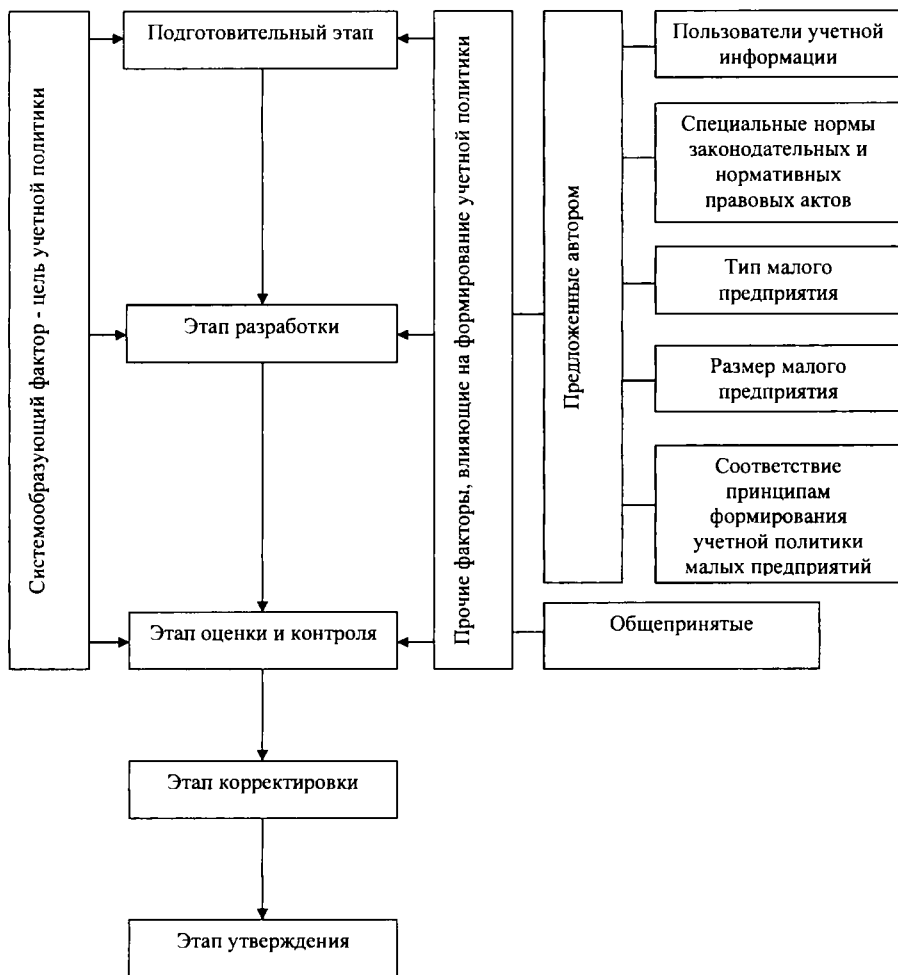 Системообразующий фактор - цель учетной политики
Подготовительный этап
Этап разработки
Этап оценки и контроля
Этап корректировки
Этап утверждения
Прочие факторы, влияющие на формирование учетной политики
Предложенные автором
Пользователи учетной
информации
Специальные нормы
законодательных и
нормативных
правовых актов
Тип малого
предприятия
Размер малого
предприятия
Соответствие
принципам
формирования
учетной политики
малых предприятий
Общепринятые